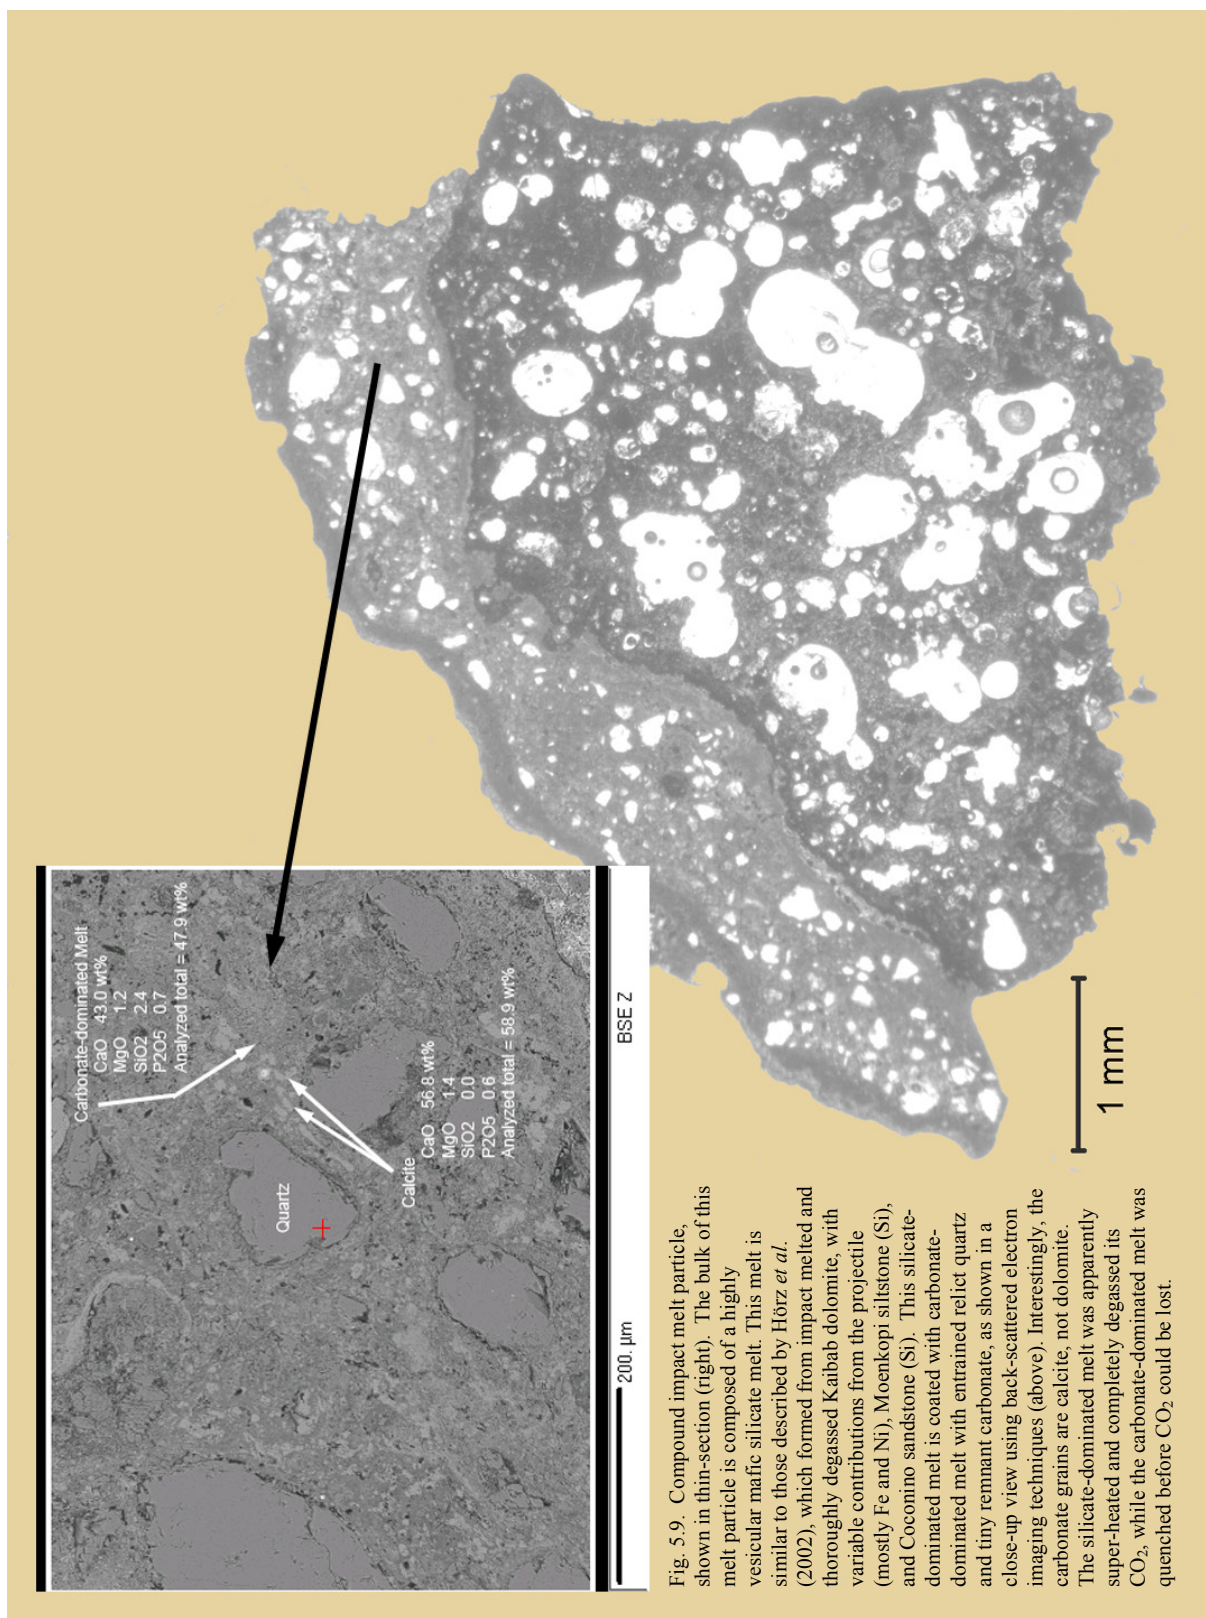 Carbonate-dominated Melt
CaO 43.0 wt%
MgO 1.2
SiO2 2.4
P2O5 0.7
Analyzed total = 47.9 wt%
Quartz
Calcite
CaO 56.8 wt%
MgO 1.4
SiO2 0.0
P2O5 0.6
Analyzed total = 58.9 wt%
200. µm
BSE Z
1 mm
Fig. 5.9. Compound impact melt particle,
shown in thin-section (right). The bulk of this
melt particle is composed of a highly
vesicular mafic silicate melt. This melt is
similar to those described by Hörz et al.
(2002), which formed from impact melted and
thoroughly degassed Kaibab dolomite, with
variable contributions from the projectile
(mostly Fe and Ni), Moenkopi siltstone (Si),
and Coconino sandstone (Si). This silicate-
dominated melt is coated with carbonate-
dominated melt with entrained relict quartz
and tiny remnant carbonate, as shown in a
close-up view using back-scattered electron
imaging techniques (above). Interestingly, the
carbonate grains are calcite, not dolomite.
The silicate-dominated melt was apparently
super-heated and completely degassed its
CO2, while the carbonate-dominated melt was
quenched before CO2 could be lost.